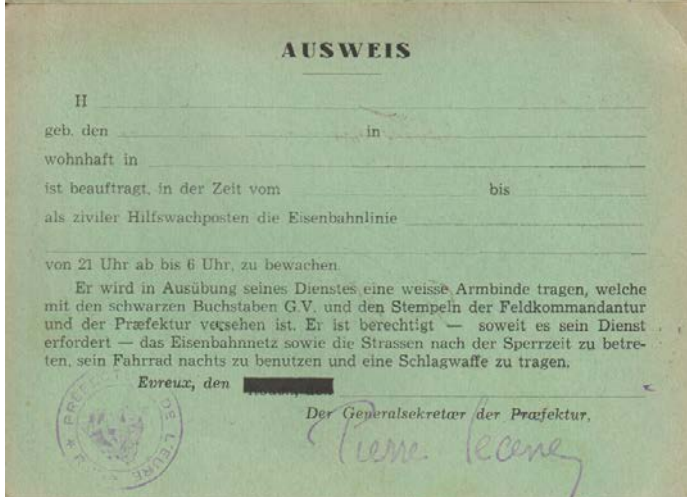 AUSWEIS
H
geb. den in
wohnhaft in
ist beauftragt, in der Zeit vom bis
als ziviler Hilfswachposten die Eisenbahnlinie
von 21 Uhr ab bis 6 Uhr, zu bewachen.
Er wird in Ausübung seines Dienstes eine weisse Armbinde tragen, welche
mit den schwarzen Buchstaben G.V. und den Stempeln der Feldkommandantur
und der Præfektur versehen ist. Er ist berechtigt — soweit es sein Dienst
erfordert — das Eisenbahnnetz sowie die Strassen nach der Sperrzeit zu betre-
ten, sein Fahrrad nachts zu benutzen und eine Schlagwaffe zu tragen.
Evreux, den
Der Generalsekretær der Præfektur,
Pierre
DE L'EURE